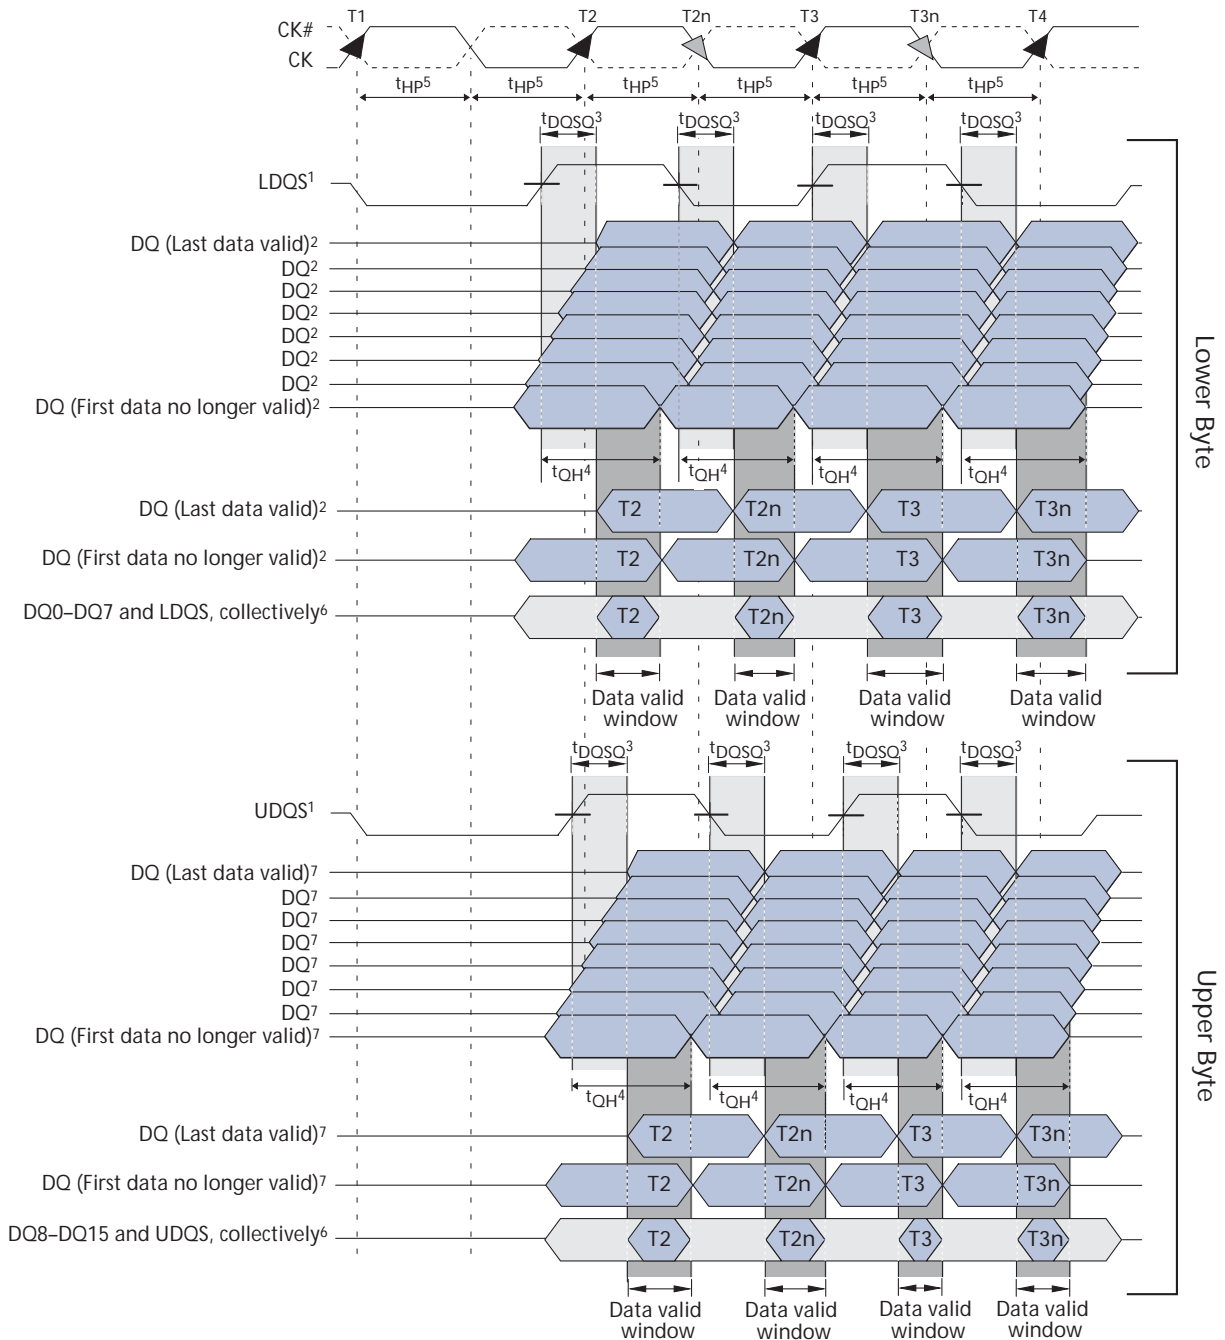 T1 T2 T2n T3 T3n T4
CK#
CK
tHP5 tHP5 tHP5 tHP5 tHP5 tHP5
tDQSQ3 tDQSQ3 tDQSQ3 tDQSQ3
LDQS1
DQ (Last data valid)2
DQ2
DQ2
DQ2
DQ2
DQ2
DQ2
DQ (First data no longer valid)2
Lower Byte
tQH4 tQH4 tQH4 tQH4
DQ (Last data valid)2 T2 T2n T3 T3n
DQ (First data no longer valid)2 T2 T2n T3 T3n
DQ0–DQ7 and LDQS, collectively6 T2 T2n T3 T3n
Data valid Data valid Data valid Data valid
window window window window
tDQSQ3 tDQSQ3 tDQSQ3 tDQSQ3
UDQS1
DQ (Last data valid)7
DQ7
DQ7
DQ7
DQ7
DQ7
DQ7
DQ (First data no longer valid)7
Upper Byte
tQH4 tQH4 tQH4 tQH4
DQ (Last data valid)7 T2 T2n T3 T3n
DQ (First data no longer valid)7 T2 T2n T3 T3n
DQ8–DQ15 and UDQS, collectively6 T2 T2n T3 T3n
Data valid Data valid Data valid Data valid
window window window window